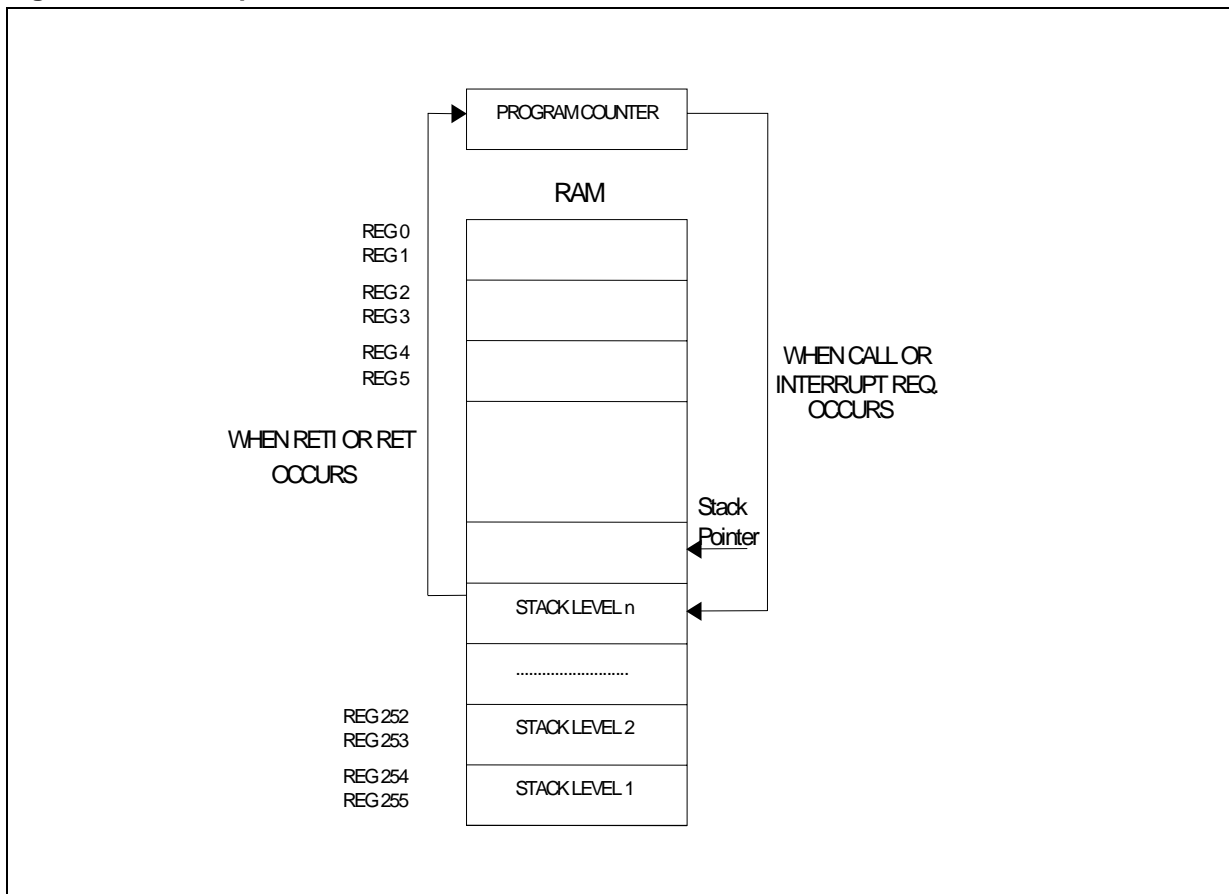 PROGRAM COUNTER
RAM
REG 0
REG 1
REG 2
REG 3
REG 4
REG 5
WHEN CALL OR
INTERRUPT REQ.
OCCURS
WHEN RETI OR RET
OCCURS
Stack
Pointer
STACK LEVEL n
..........................
REG 252
REG 253
STACK LEVEL 2
REG 254
REG 255
STACK LEVEL 1